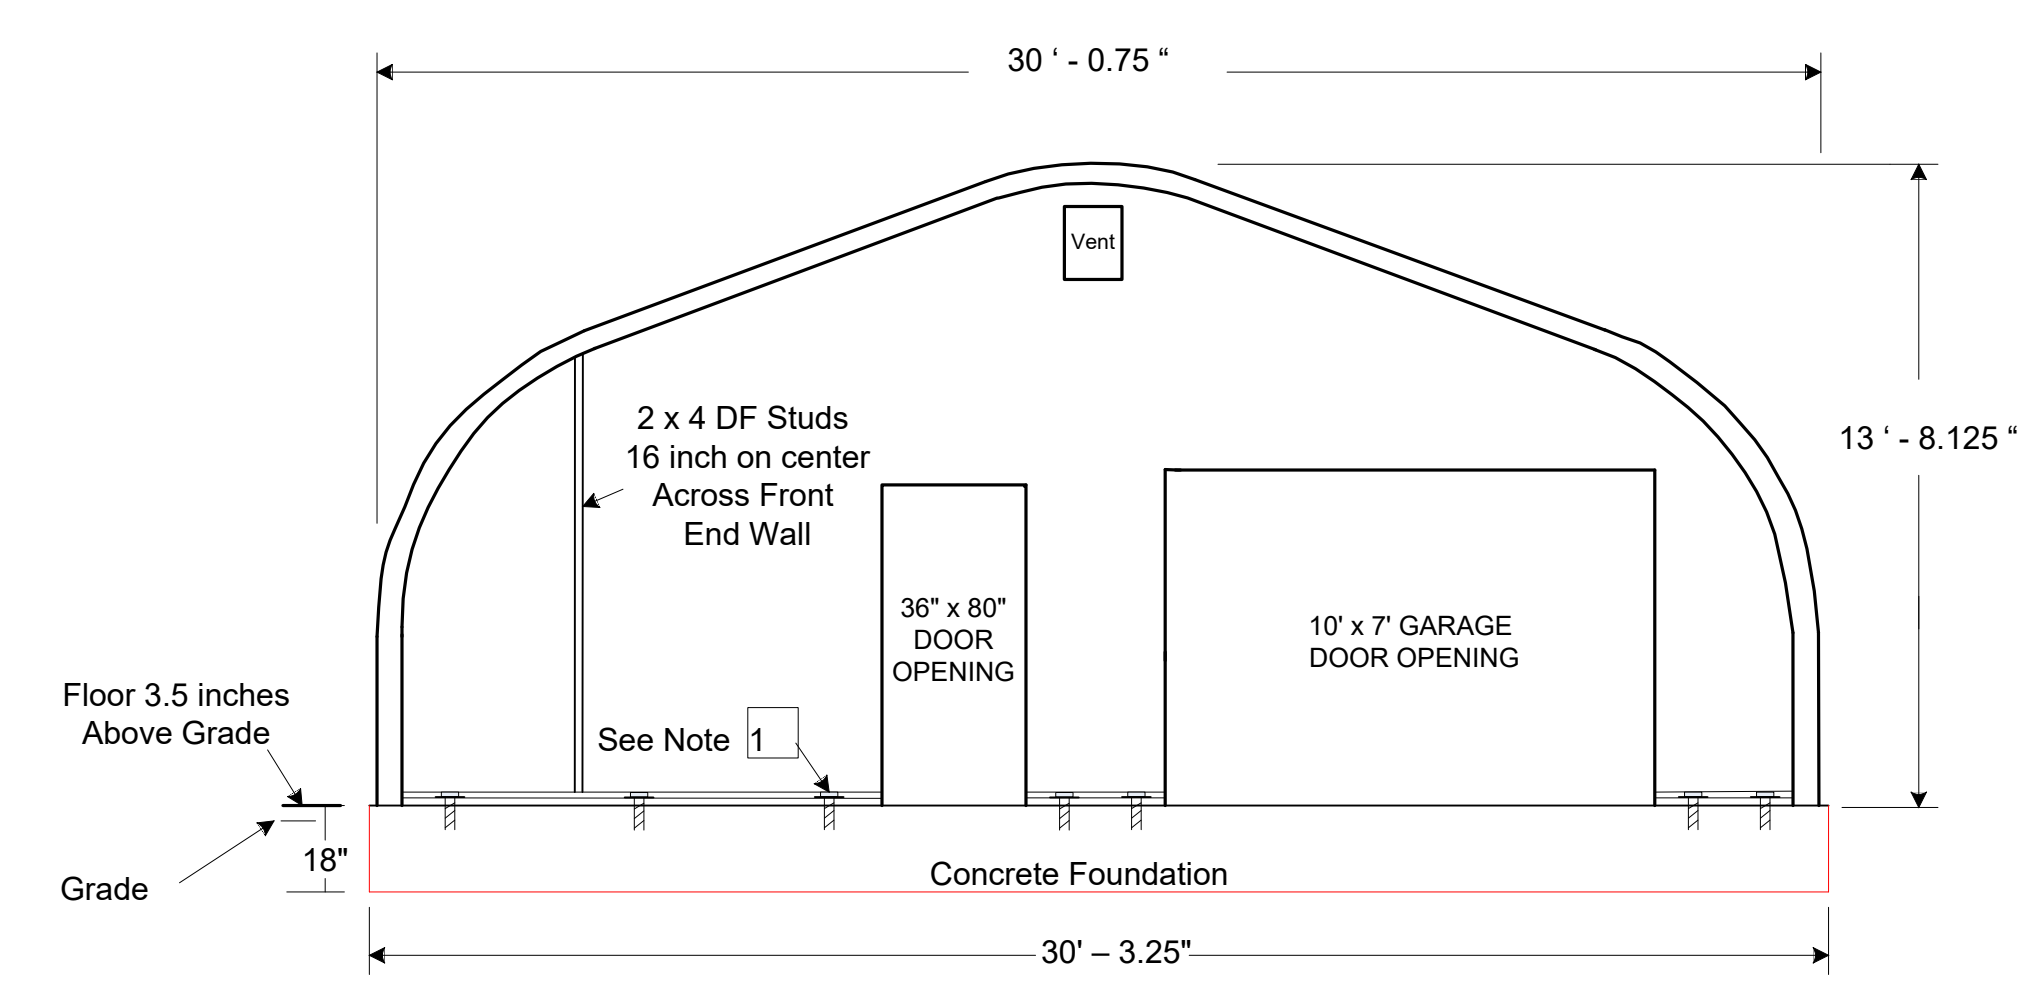 30 ‘ - 0.75 “
Vent
13 ‘ - 8.125 “
2 x 4 DF Studs
16 inch on center
Across Front
End Wall
36" x 80"
DOOR
OPENING
10' x 7' GARAGE
DOOR OPENING
Floor 3.5 inches
Above Grade
See Note 1
18"
Grade
Concrete Foundation
30' – 3.25"